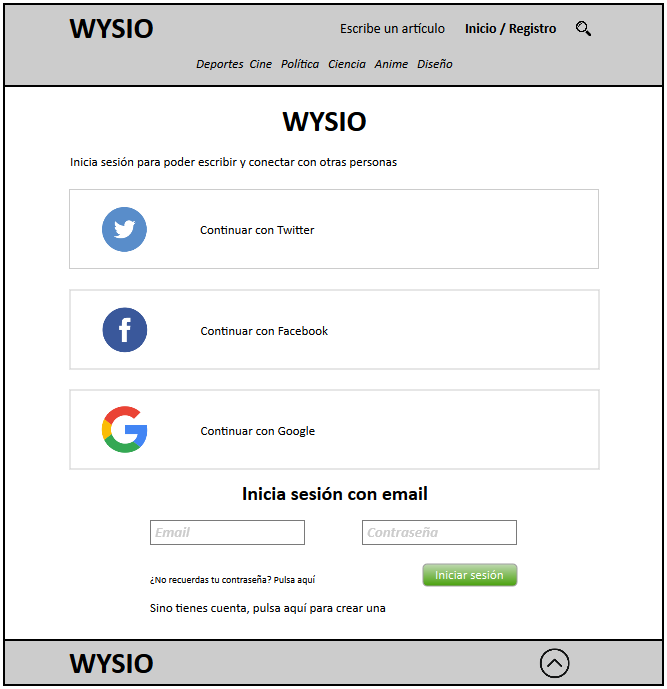 WYSIO
Escribe un artículo
Inicio / Registro
Deportes Cine Política Ciencia Anime Diseño
WYSIO
Inicia sesión para poder escribir y conectar con otras personas
Continuar con Twitter
Continuar con Facebook
Continuar con Google
Inicia sesión con email
Email
Contraseña
¿No recuerdas tu contraseña? Pulsa aquí
Iniciar sesión
Sino tienes cuenta, pulsa aquí para crear una
WYSIO